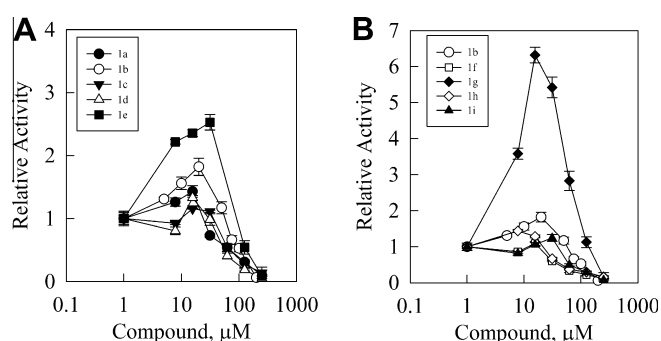 A
4
3
2
1
0
Relative Activity
1a
1b
1c
1d
1e
0.1 1 10 100 1000
Compound, μM
B
7
6
5
4
3
2
1
0
Relative Activity
1b
1f
1g
1h
1i
0.1 1 10 100 1000
Compound, μM